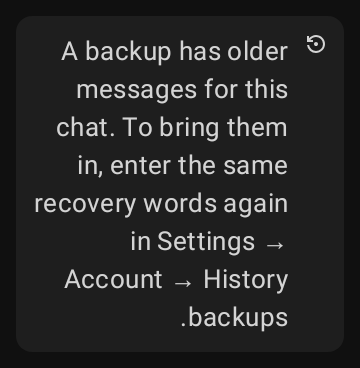 A backup has older
messages for this
chat. To bring them
in, enter the same
recovery words again
in Settings →
Account → History
.backups